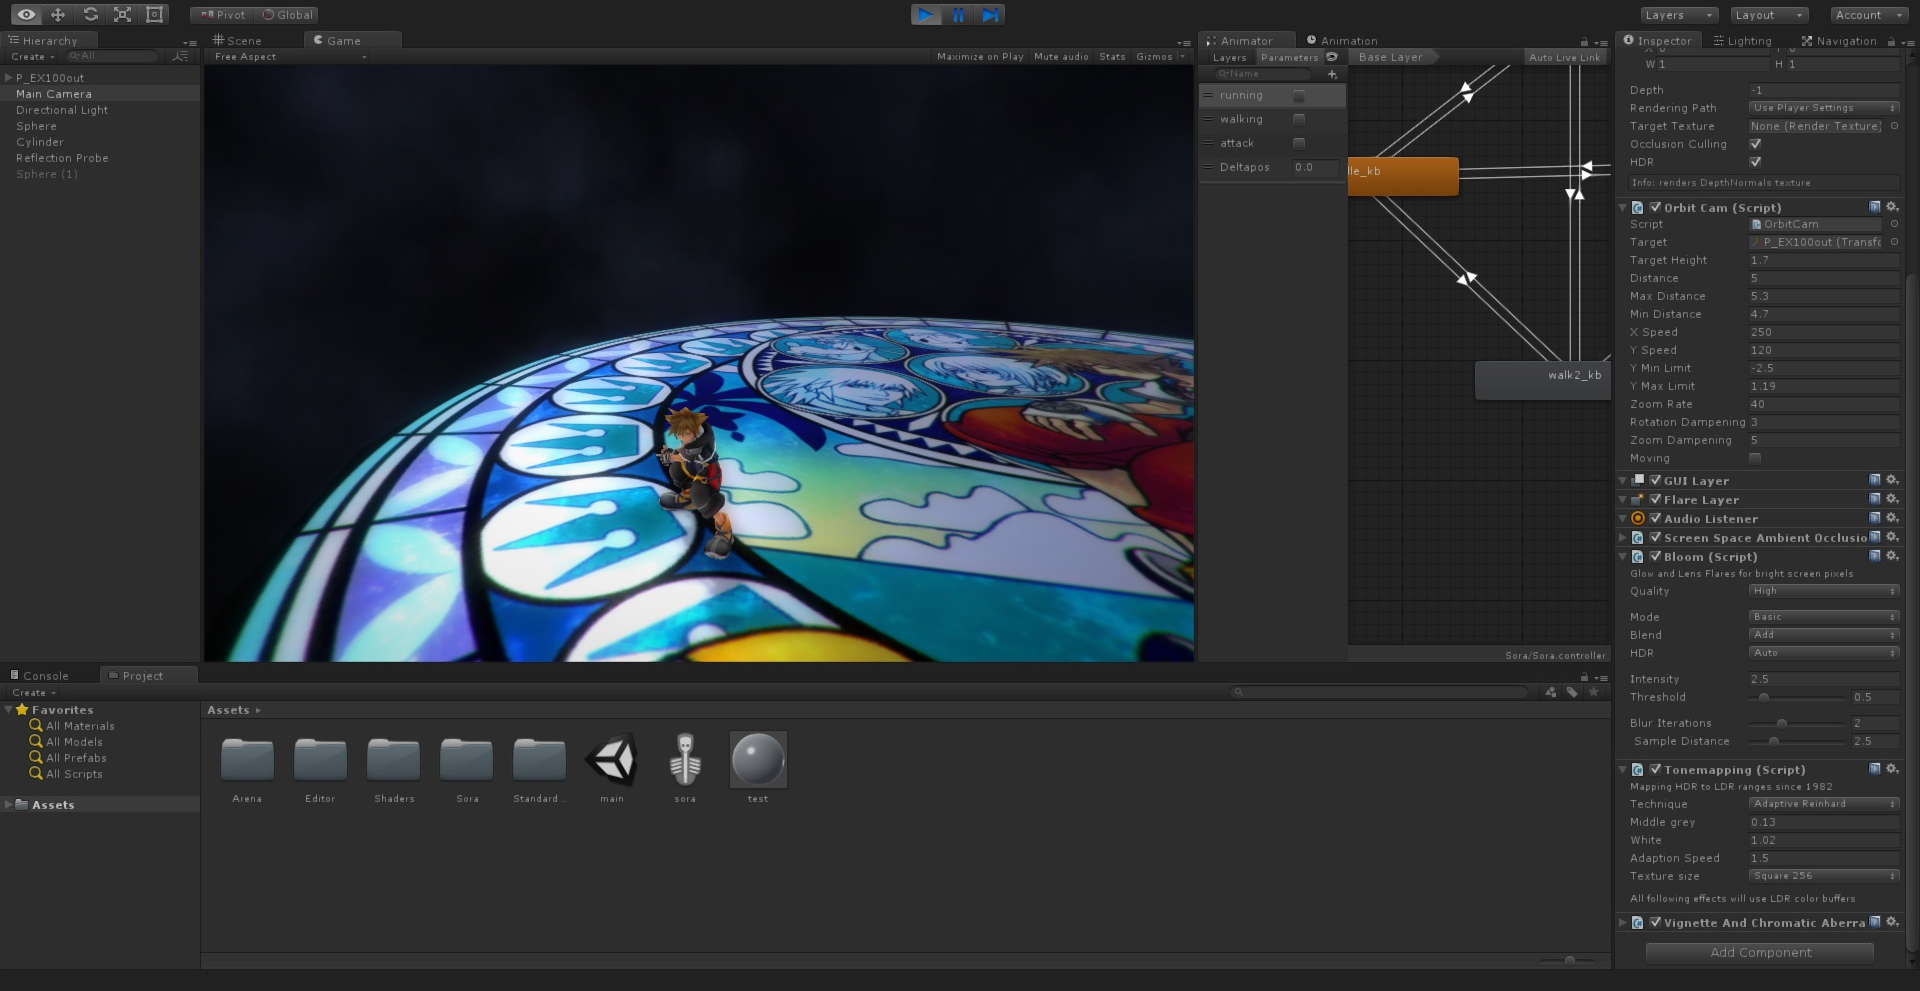 Pivot
Global
Layers
Layout
Account
Hierarchy
Create
All
P_EX100out
Main Camera
Directional Light
Sphere
Cylinder
Reflection Probe
Sphere (1)
Scene
Game
Free Aspect
Maximize on Play
Mute audio
Stats
Gizmos
Animator
Animation
Layers
Parameters
Base Layer
Auto Live Link
Name
running
walking
attack
Deltapos 0.0
le_kb
walk2_kb
Sora/Sora.controller
Inspector
Lighting
Navigation
W 1 H 1
Depth -1
Rendering Path Use Player Settings
Target Texture None (Render Texture)
Occlusion Culling
HDR
Info: renders DepthNormals texture
Orbit Cam (Script)
Script OrbitCam
Target P_EX100out (Transfo
Target Height 1.7
Distance 5
Max Distance 5.3
Min Distance 4.7
X Speed 250
Y Speed 120
Y Min Limit -2.5
Y Max Limit 1.19
Zoom Rate 40
Rotation Dampening 3
Zoom Dampening 5
Moving
GUI Layer
Flare Layer
Audio Listener
Screen Space Ambient Occlusio
Bloom (Script)
Glow and Lens Flares for bright screen pixels
Quality High
Mode Basic
Blend Add
HDR Auto
Intensity 2.5
Threshold 0.5
Blur Iterations 2
Sample Distance 2.5
Tonemapping (Script)
Mapping HDR to LDR ranges since 1982
Technique Adaptive Reinhard
Middle grey 0.13
White 1.02
Adaption Speed 1.5
Texture size Square 256
All following effects will use LDR color buffers
Vignette And Chromatic Aberra
Add Component
Console
Project
Create
Favorites
All Materials
All Models
All Prefabs
All Scripts
Assets
Assets
Arena
Editor
Shaders
Sora
Standard ...
main
sora
test